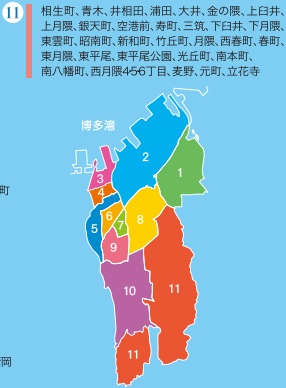 11
相生町、青木、井相田、浦田、大井、金の隈、上臼井、
上月隈、銀天町、空港前、寿町、三筑、下臼井、下月隈、
東雲町、昭南町、新和町、竹丘町、月隈、西春町、春町、
東月隈、東平尾、東平尾公園、光丘町、南本町、
南八幡町、西月隈456丁目、麦野、元町、立花寺
博多灣
2
1
3
4
町
6
8
5
7
9
10
11
11
岡